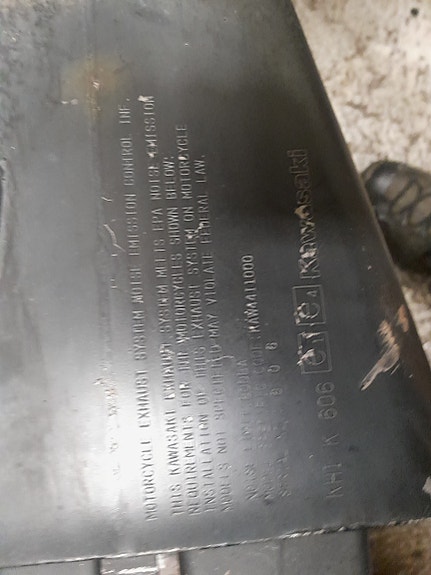 MOTORCYCLE EXHAUST SYSTEM NOISE EMISSION CONTROL INF.
THIS KAWASAKI EXHAUST SYSTEM MEETS EPA NOISE EMISSION
REQUIREMENTS FOR THE MOTORCYCLES SHOWN BELOW.
INSTALLATION OF THIS EXHAUST SYSTEM ON MOTORCYCLE
MODELS NOT SPECIFIED MAY VIOLATE FEDERAL LAW.
CODE:
KHI K 606 Kawasaki